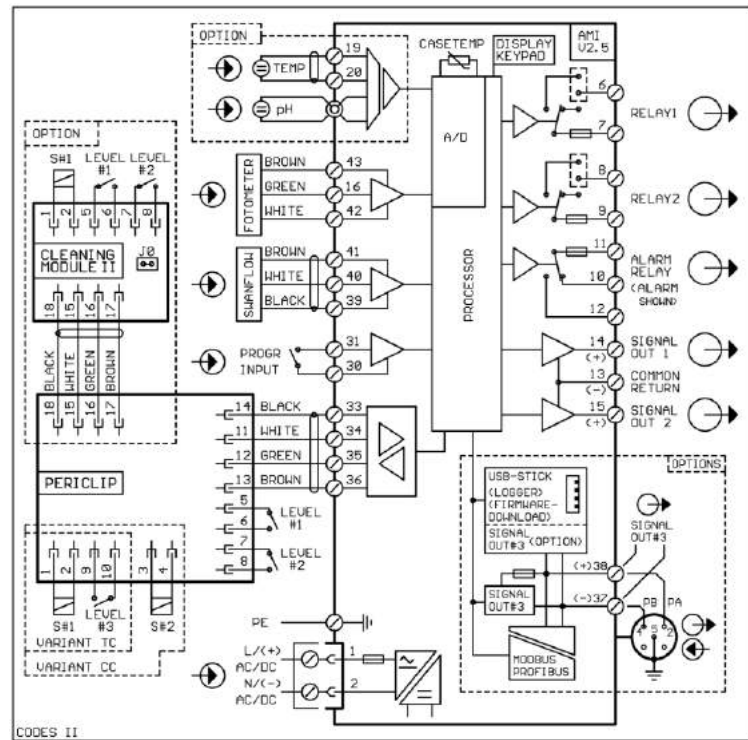 OPTION
19
TEMP
20
pH
CASETEMP
DISPLAY
KEYPAD
AMI
V2.5
A/D
PROCESSOR
6
RELAY1
7
8
RELAY2
9
11
ALARM
RELAY
10
(ALARM
SHOWN)
12
14
(+)
SIGNAL
OUT 1
13
(-)
COMMON
RETURN
15
(+)
SIGNAL
OUT 2
FOTOMETER
BROWN 43
GREEN 16
WHITE 42
SWANFLOW
BROWN 41
WHITE 40
BLACK 39
PROGR
INPUT
31
30
OPTION
S#1
LEVEL
#1
LEVEL
#2
1 2 5 6 7 8
CLEANING
MODULE II
J0
18 15 16 17
BLACK
WHITE
GREEN
BROWN
18 15 16 17
PERICLIP
14 BLACK 33
11 WHITE 34
12 GREEN 35
13 BROWN 36
5
6
LEVEL
#1
7
8
LEVEL
#2
1 2 9 10 3 4
S#1
LEVEL
#3
S#2
VARIANT TC
VARIANT CC
PE
L/(+)
AC/DC
1
N/(-)
AC/DC
2
OPTIONS
USB-STICK
(LOGGER)
(FIRMWARE-
DOWNLOAD)
SIGNAL
OUT#3 (OPTION)
SIGNAL
OUT#3
(+)38
(-)37
SIGNAL
OUT#3
PB PA
4 5 2
MODBUS
PROFIBUS
CODES II